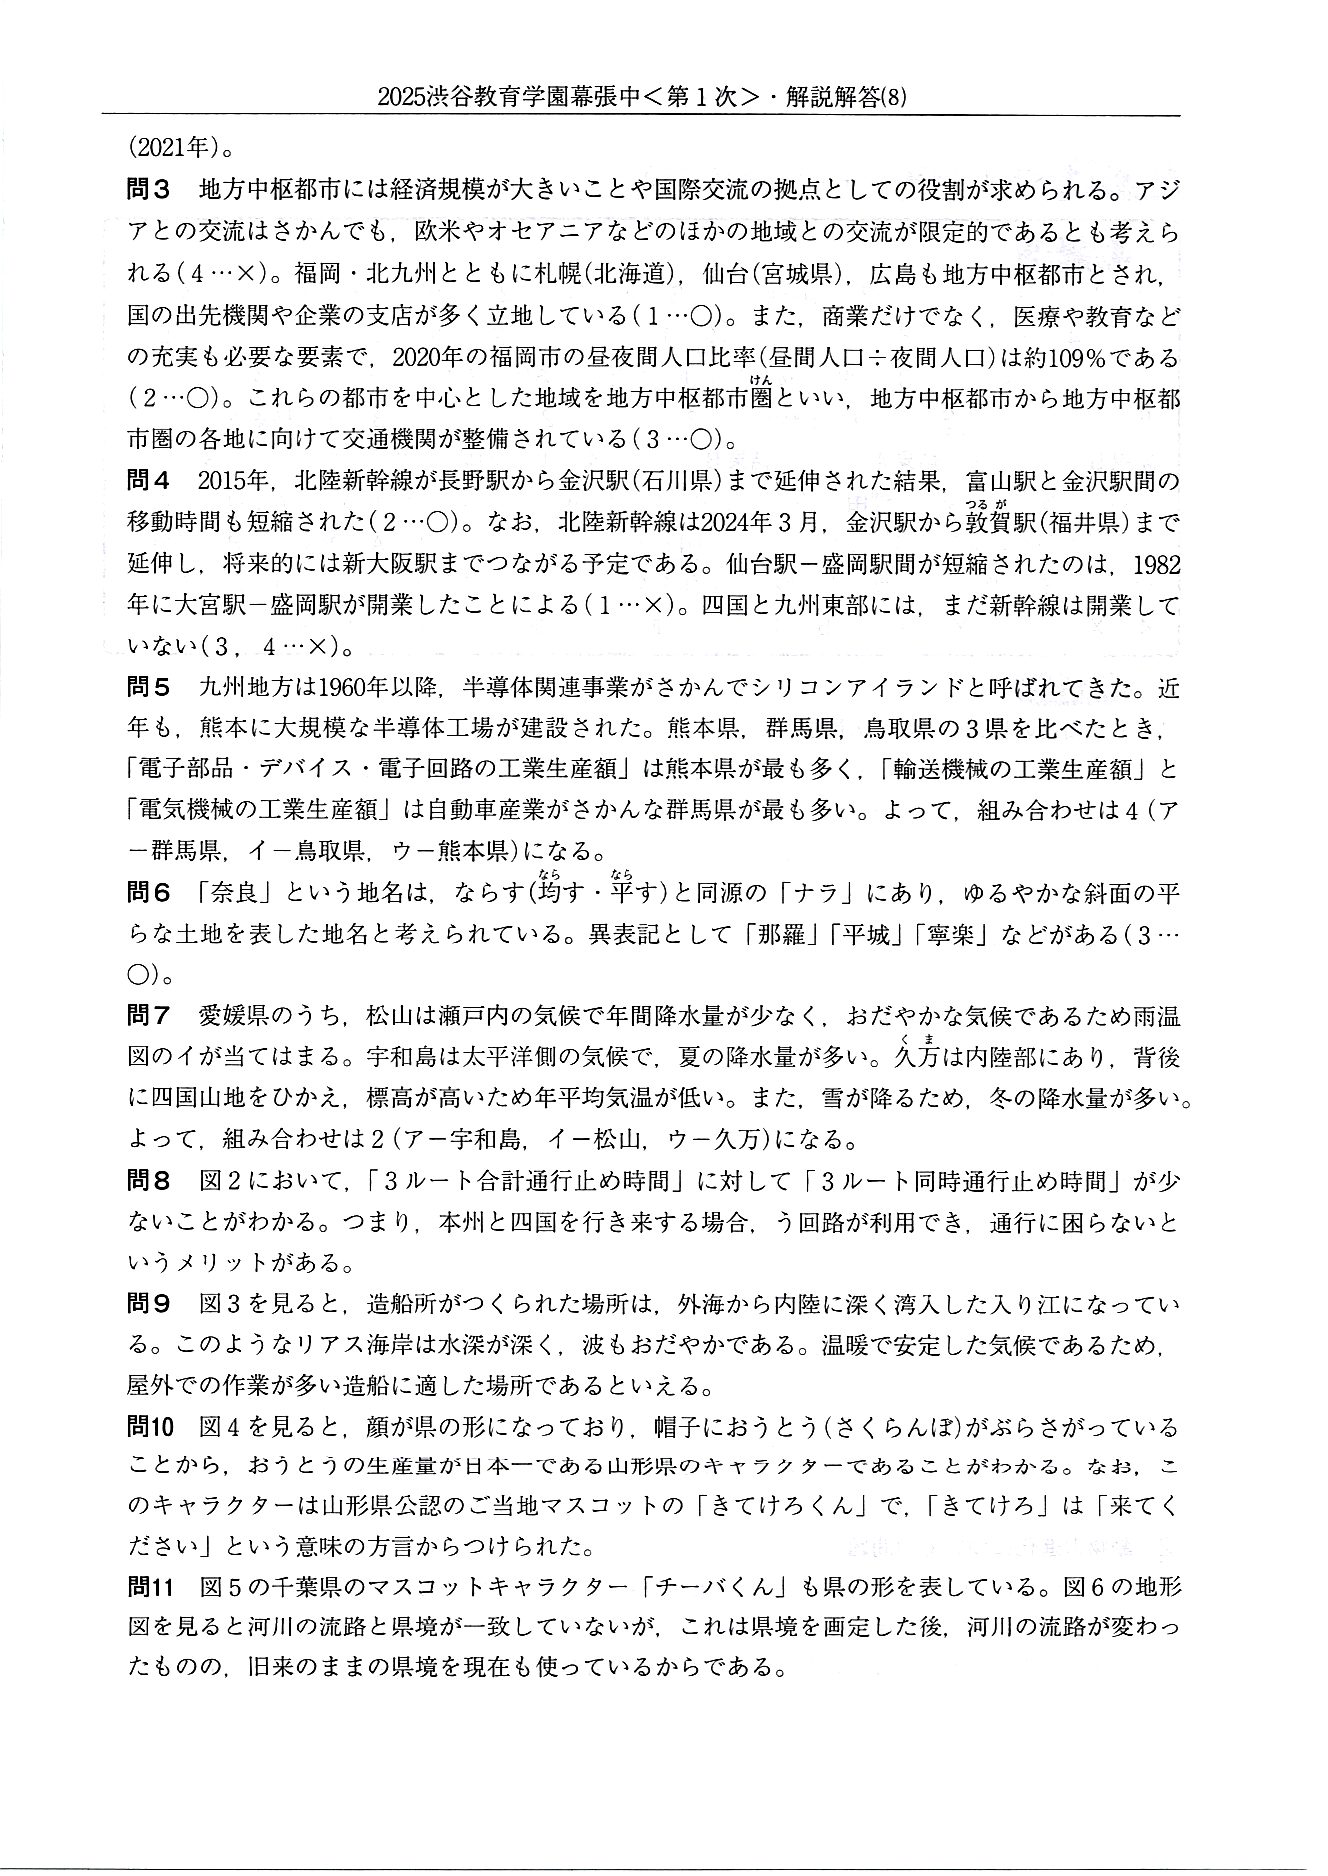 2025渋谷教育学園幕張中＜第１次＞・解説解答(8)
(2021年)。
問３　地方中枢都市には経済規模が大きいことや国際交流の拠点としての役割が求められる。アジ
アとの交流はさかんでも，欧米やオセアニアなどのほかの地域との交流が限定的であるとも考えら
れる(４…×)。福岡・北九州とともに札幌(北海道)，仙台(宮城県)，広島も地方中枢都市とされ，
国の出先機関や企業の支店が多く立地している(１…○)。また，商業だけでなく，医療や教育など
の充実も必要な要素で，2020年の福岡市の昼夜間人口比率(昼間人口÷夜間人口)は約109％である
(２…○)。これらの都市を中心とした地域を地方中枢都市圏といい，地方中枢都市から地方中枢都
市圏の各地に向けて交通機関が整備されている(３…○)。
問４　2015年，北陸新幹線が長野駅から金沢駅(石川県)まで延伸された結果，富山駅と金沢駅間の
移動時間も短縮された(２…○)。なお，北陸新幹線は2024年３月，金沢駅から敦賀駅(福井県)まで
延伸し，将来的には新大阪駅までつながる予定である。仙台駅－盛岡駅間が短縮されたのは，1982
年に大宮駅－盛岡駅が開業したことによる(１…×)。四国と九州東部には，まだ新幹線は開業して
いない(３，４…×)。
問５　九州地方は1960年以降，半導体関連事業がさかんでシリコンアイランドと呼ばれてきた。近
年も，熊本に大規模な半導体工場が建設された。熊本県，群馬県，鳥取県の３県を比べたとき，
「電子部品・デバイス・電子回路の工業生産額」は熊本県が最も多く，「輸送機械の工業生産額」と
「電気機械の工業生産額」は自動車産業がさかんな群馬県が最も多い。よって，組み合わせは４(ア
－群馬県，イ－鳥取県，ウ－熊本県)になる。
問６　「奈良」という地名は，ならす(均す・平す)と同源の「ナラ」にあり，ゆるやかな斜面の平
らな土地を表した地名と考えられている。異表記として「那羅」「平城」「寧楽」などがある(３…
○)。
問７　愛媛県のうち，松山は瀬戸内の気候で年間降水量が少なく，おだやかな気候であるため雨温
図のイが当てはまる。宇和島は太平洋側の気候で，夏の降水量が多い。久万は内陸部にあり，背後
に四国山地をひかえ，標高が高いため年平均気温が低い。また，雪が降るため，冬の降水量が多い。
よって，組み合わせは２(ア－宇和島，イ－松山，ウ－久万)になる。
問８　図２において，「３ルート合計通行止め時間」に対して「３ルート同時通行止め時間」が少
ないことがわかる。つまり，本州と四国を行き来する場合，う回路が利用でき，通行に困らないと
いうメリットがある。
問９　図３を見ると，造船所がつくられた場所は，外海から内陸に深く湾入した入り江になってい
る。このようなリアス海岸は水深が深く，波もおだやかである。温暖で安定した気候であるため，
屋外での作業が多い造船に適した場所であるといえる。
問10　図４を見ると，顔が県の形になっており，帽子におうとう(さくらんぼ)がぶらさがっている
ことから，おうとうの生産量が日本一である山形県のキャラクターであることがわかる。なお，こ
のキャラクターは山形県公認のご当地マスコットの「きてけろくん」で，「きてけろ」は「来てく
ださい」という意味の方言からつけられた。
問11　図５の千葉県のマスコットキャラクター「チーバくん」も県の形を表している。図６の地形
図を見ると河川の流路と県境が一致していないが，これは県境を画定した後，河川の流路が変わっ
たものの，旧来のままの県境を現在も使っているからである。